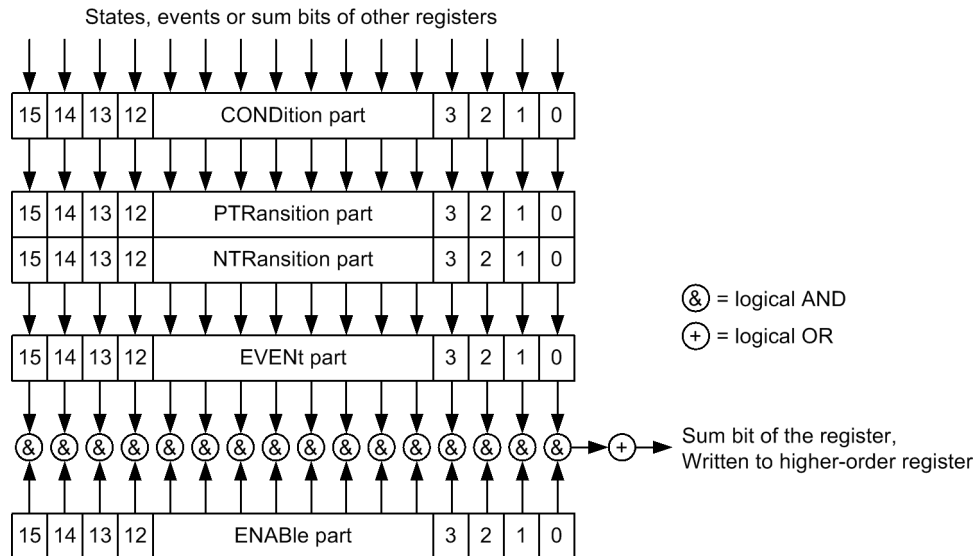 States, events or sum bits of other registers
15 14 13 12 CONDition part 3 2 1 0
15 14 13 12 PTRansition part 3 2 1 0
15 14 13 12 NTRansition part 3 2 1 0
& = logical AND
+ = logical OR
15 14 13 12 EVENt part 3 2 1 0
& & & & & & & & & & & & & & & & +
Sum bit of the register,
Written to higher-order register
15 14 13 12 ENABle part 3 2 1 0